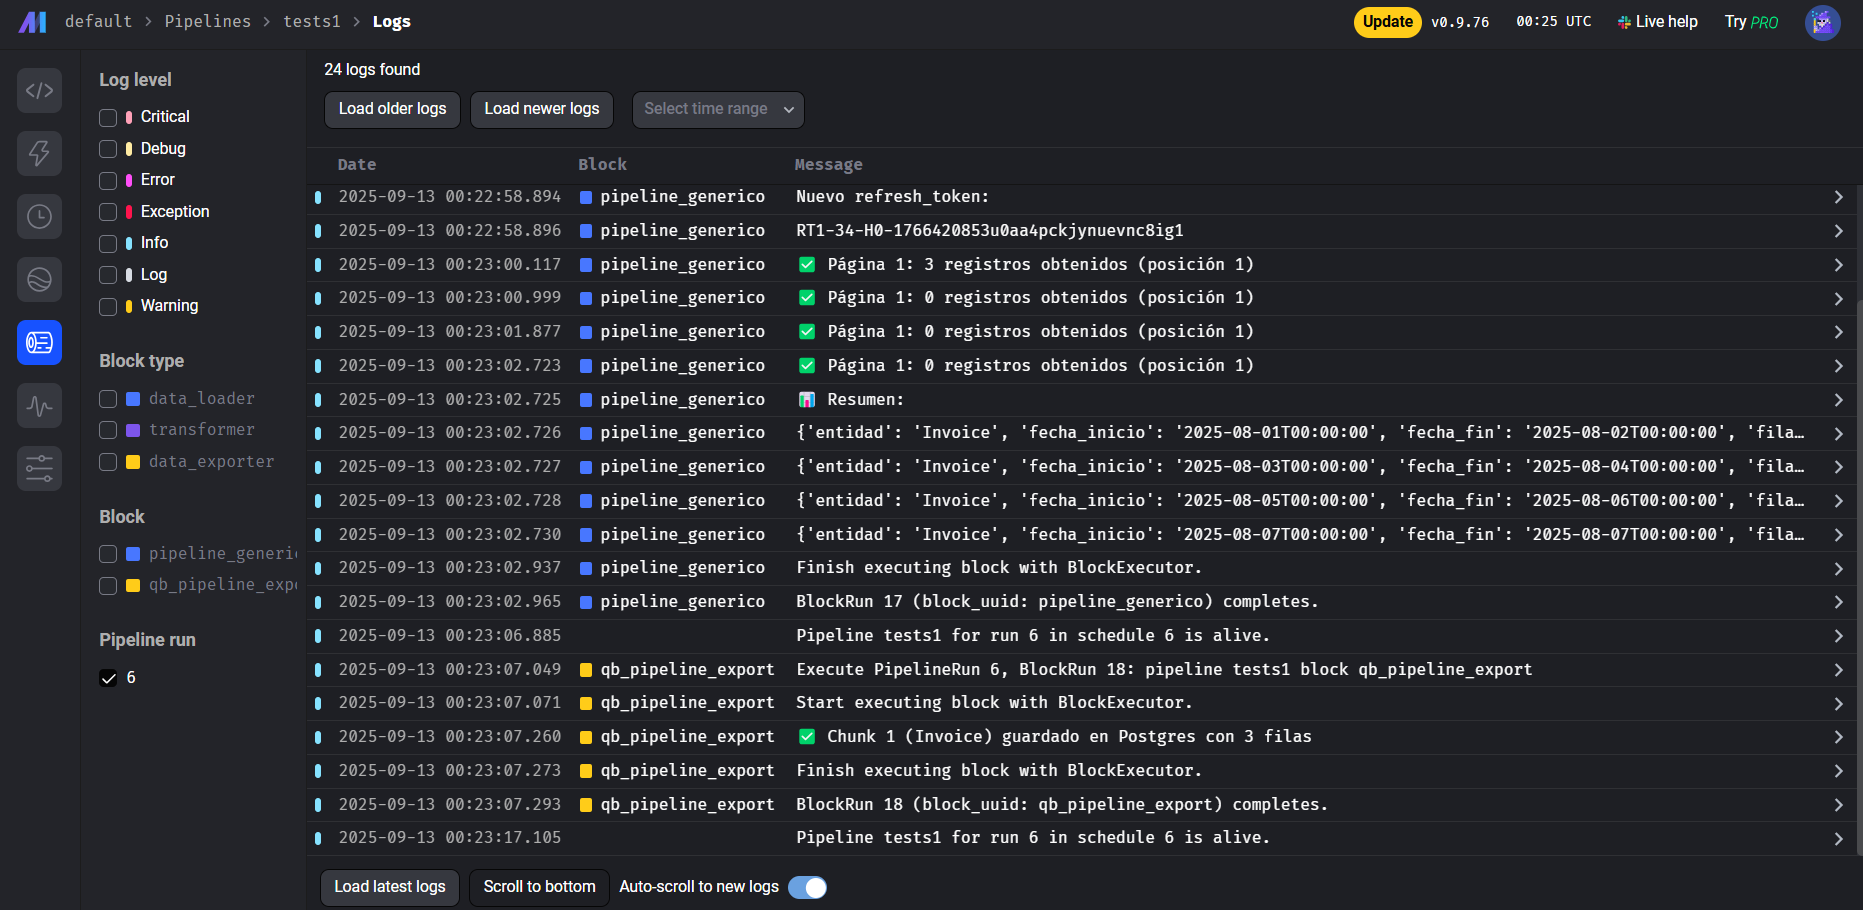 default > Pipelines > tests1 > Logs
Update v0.9.76 00:25 UTC Live help Try PRO
Log level
Critical
Debug
Error
Exception
Info
Log
Warning
Block type
data_loader
transformer
data_exporter
Block
pipeline_generic
qb_pipeline_expo
Pipeline run
6
24 logs found
Load older logs Load newer logs Select time range
Date Block Message
2025-09-13 00:22:58.894 pipeline_generico Nuevo refresh_token:
2025-09-13 00:22:58.896 pipeline_generico RT1-34-H0-1766420853u0aa4pckjynuevnc8ig1
2025-09-13 00:23:00.117 pipeline_generico ✅ Página 1: 3 registros obtenidos (posición 1)
2025-09-13 00:23:00.999 pipeline_generico ✅ Página 1: 0 registros obtenidos (posición 1)
2025-09-13 00:23:01.877 pipeline_generico ✅ Página 1: 0 registros obtenidos (posición 1)
2025-09-13 00:23:02.723 pipeline_generico ✅ Página 1: 0 registros obtenidos (posición 1)
2025-09-13 00:23:02.725 pipeline_generico 📊 Resumen:
2025-09-13 00:23:02.726 pipeline_generico {'entidad': 'Invoice', 'fecha_inicio': '2025-08-01T00:00:00', 'fecha_fin': '2025-08-02T00:00:00', 'fila…
2025-09-13 00:23:02.727 pipeline_generico {'entidad': 'Invoice', 'fecha_inicio': '2025-08-03T00:00:00', 'fecha_fin': '2025-08-04T00:00:00', 'fila…
2025-09-13 00:23:02.728 pipeline_generico {'entidad': 'Invoice', 'fecha_inicio': '2025-08-05T00:00:00', 'fecha_fin': '2025-08-06T00:00:00', 'fila…
2025-09-13 00:23:02.730 pipeline_generico {'entidad': 'Invoice', 'fecha_inicio': '2025-08-07T00:00:00', 'fecha_fin': '2025-08-07T00:00:00', 'fila…
2025-09-13 00:23:02.937 pipeline_generico Finish executing block with BlockExecutor.
2025-09-13 00:23:02.965 pipeline_generico BlockRun 17 (block_uuid: pipeline_generico) completes.
2025-09-13 00:23:06.885 Pipeline tests1 for run 6 in schedule 6 is alive.
2025-09-13 00:23:07.049 qb_pipeline_export Execute PipelineRun 6, BlockRun 18: pipeline tests1 block qb_pipeline_export
2025-09-13 00:23:07.071 qb_pipeline_export Start executing block with BlockExecutor.
2025-09-13 00:23:07.260 qb_pipeline_export ✅ Chunk 1 (Invoice) guardado en Postgres con 3 filas
2025-09-13 00:23:07.273 qb_pipeline_export Finish executing block with BlockExecutor.
2025-09-13 00:23:07.293 qb_pipeline_export BlockRun 18 (block_uuid: qb_pipeline_export) completes.
2025-09-13 00:23:17.105 Pipeline tests1 for run 6 in schedule 6 is alive.
Load latest logs Scroll to bottom Auto-scroll to new logs